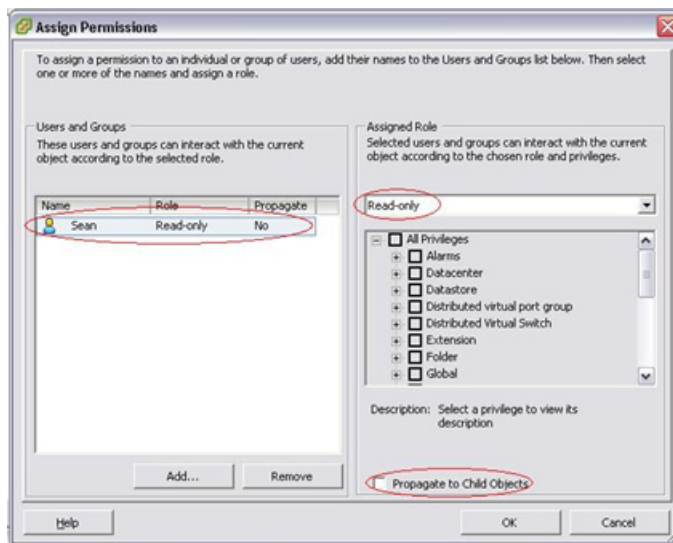 Assign Permissions
To assign a permission to an individual or group of users, add their names to the Users and Groups list below. Then select
one or more of the names and assign a role.
Users and Groups
These users and groups can interact with the current
object according to the selected role.
Name Role Propagate
Sean Read-only No
Add...
Remove
Assigned Role
Selected users and groups can interact with the current
object according to the chosen role and privileges.
Read-only
All Privileges
Alarms
Datacenter
Datastore
Distributed virtual port group
Distributed Virtual Switch
Extension
Folder
Global
Description: Select a privilege to view its
description
Propagate to Child Objects
Help
OK
Cancel